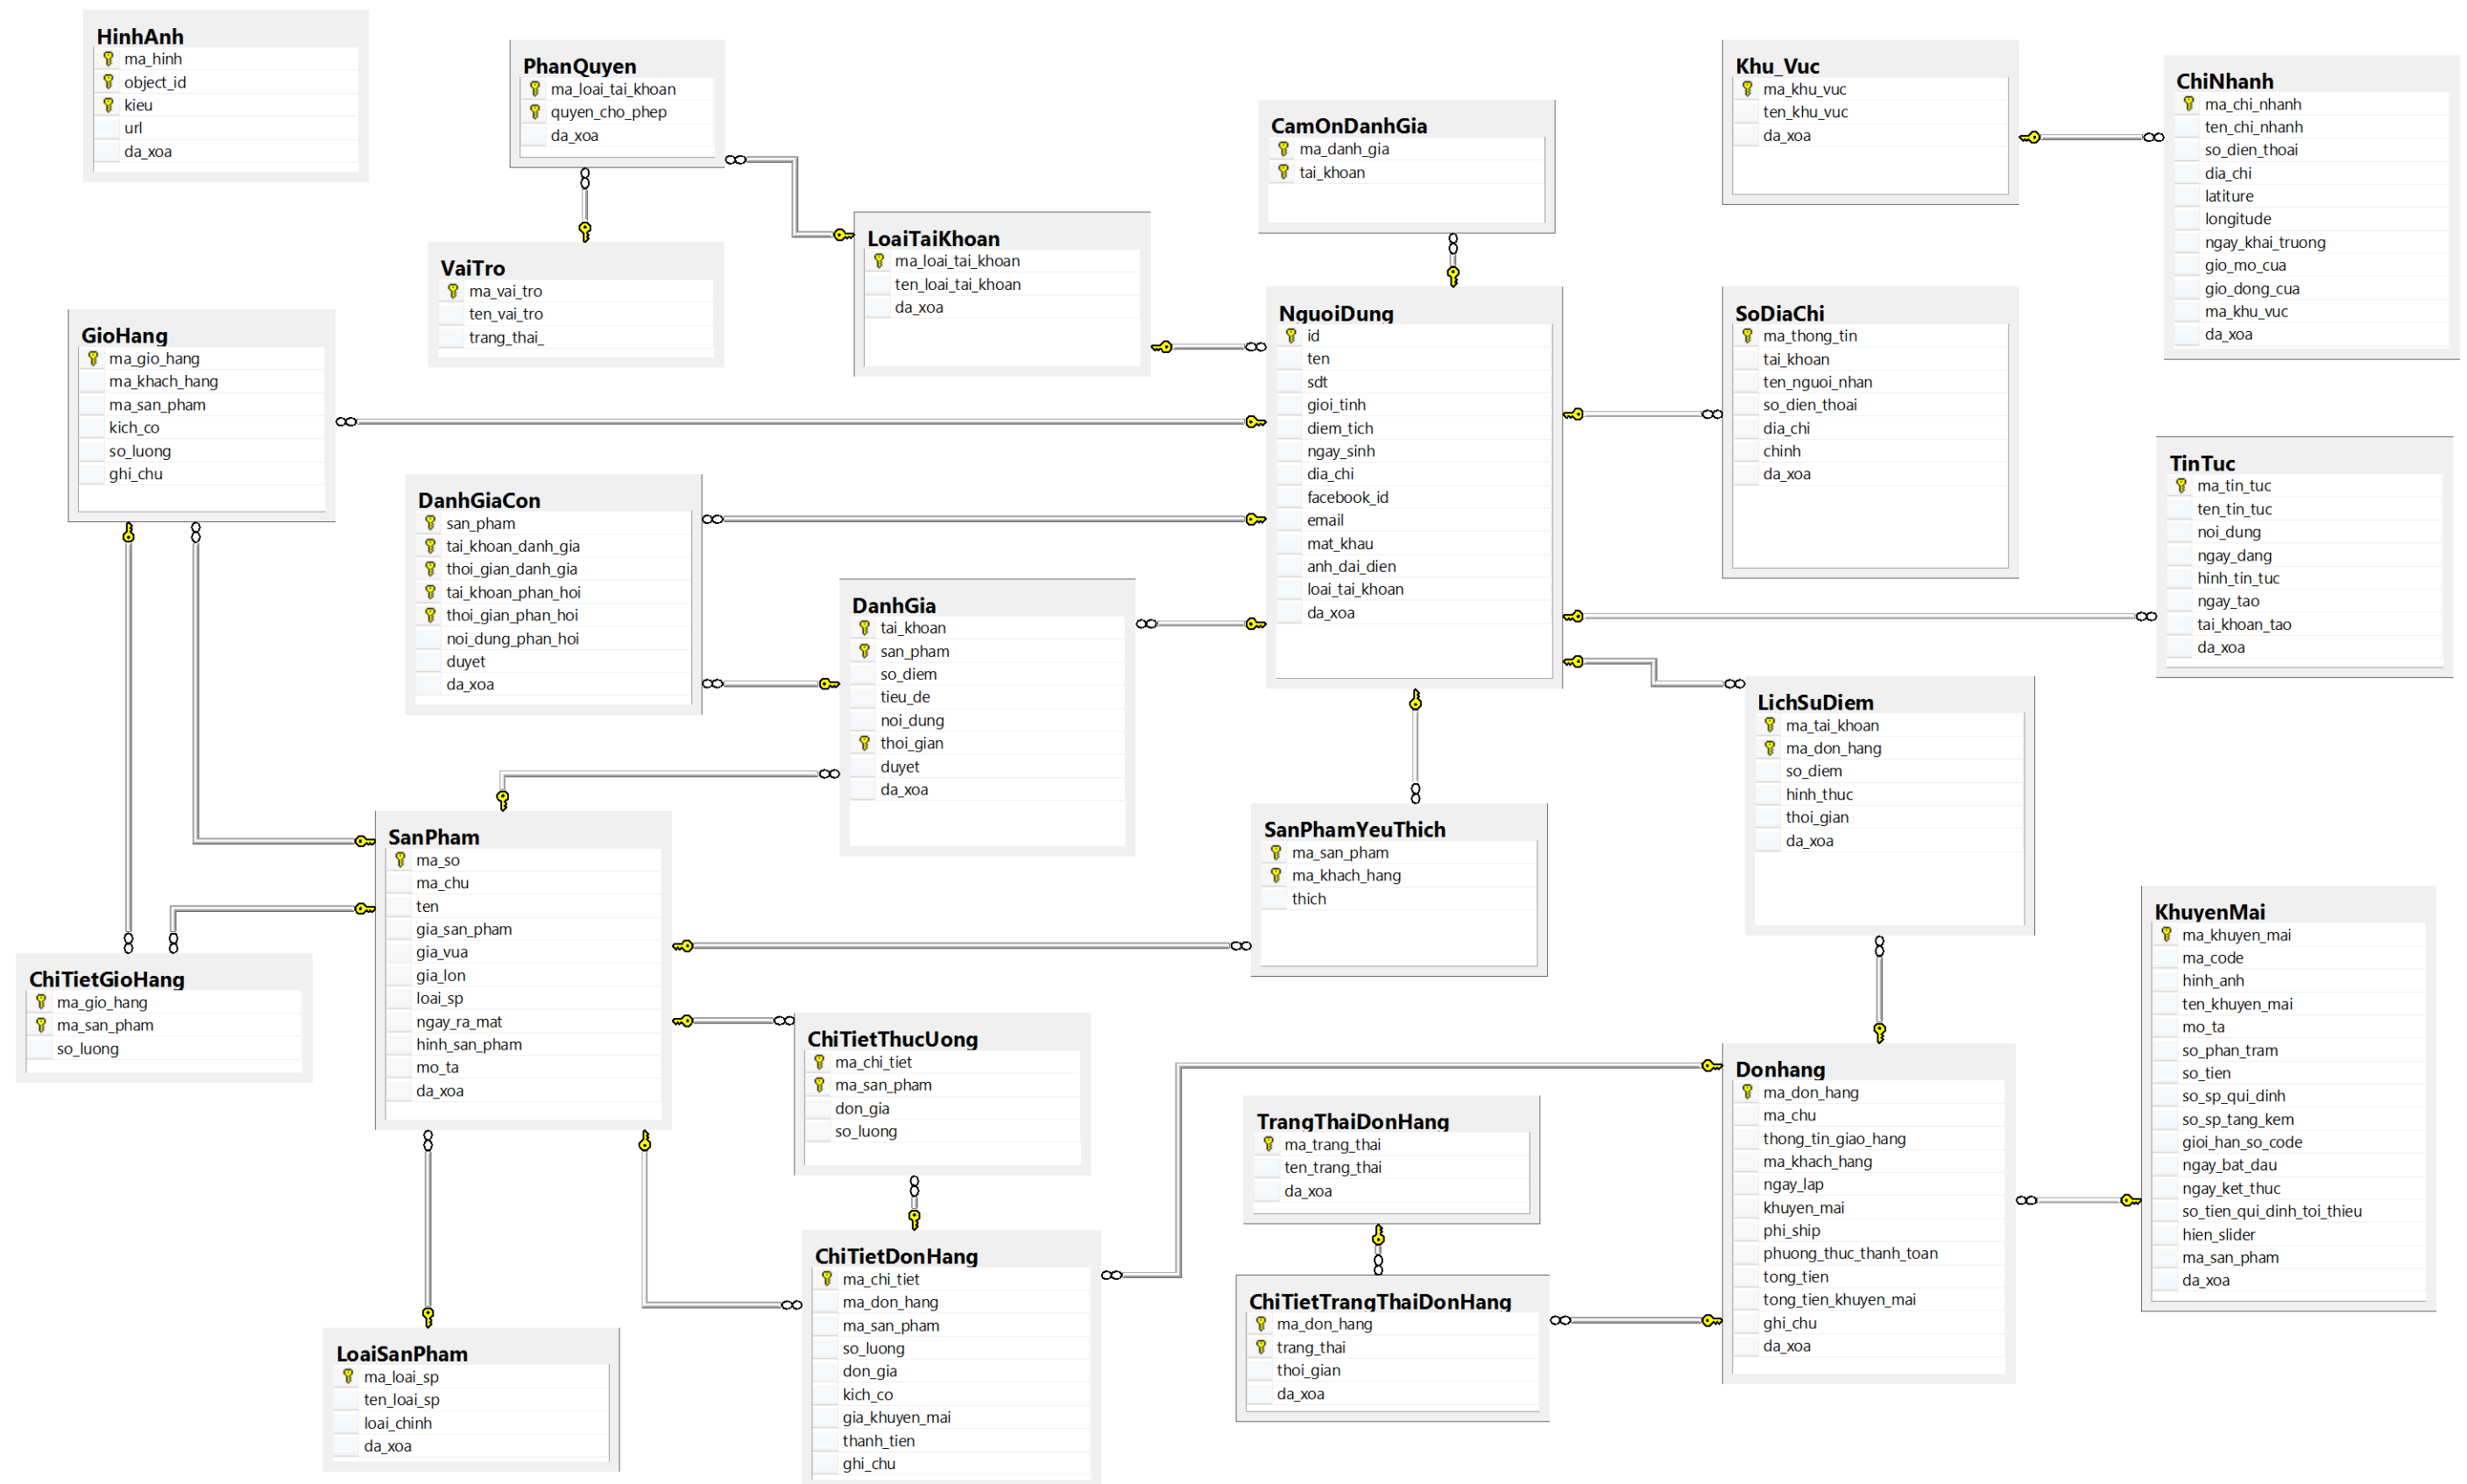 HinhAnh
ma_hinh
object_id
kieu
url
da_xoa
PhanQuyen
ma_loai_tai_khoan
quyen_cho_phep
da_xoa
VaiTro
ma_vai_tro
ten_vai_tro
trang_thai_
LoaiTaiKhoan
ma_loai_tai_khoan
ten_loai_tai_khoan
da_xoa
CamOnDanhGia
ma_danh_gia
tai_khoan
Khu_Vuc
ma_khu_vuc
ten_khu_vuc
da_xoa
ChiNhanh
ma_chi_nhanh
ten_chi_nhanh
so_dien_thoai
dia_chi
latiture
longitude
ngay_khai_truong
gio_mo_cua
gio_dong_cua
ma_khu_vuc
da_xoa
GioHang
ma_gio_hang
ma_khach_hang
ma_san_pham
kich_co
so_luong
ghi_chu
NguoiDung
id
ten
sdt
gioi_tinh
diem_tich
ngay_sinh
dia_chi
facebook_id
email
mat_khau
anh_dai_dien
loai_tai_khoan
da_xoa
SoDiaChi
ma_thong_tin
tai_khoan
ten_nguoi_nhan
so_dien_thoai
dia_chi
chinh
da_xoa
TinTuc
ma_tin_tuc
ten_tin_tuc
noi_dung
ngay_dang
hinh_tin_tuc
ngay_tao
tai_khoan_tao
da_xoa
DanhGiaCon
san_pham
tai_khoan_danh_gia
thoi_gian_danh_gia
tai_khoan_phan_hoi
thoi_gian_phan_hoi
noi_dung_phan_hoi
duyet
da_xoa
DanhGia
tai_khoan
san_pham
so_diem
tieu_de
noi_dung
thoi_gian
duyet
da_xoa
LichSuDiem
ma_tai_khoan
ma_don_hang
so_diem
hinh_thuc
thoi_gian
da_xoa
SanPham
ma_so
ma_chu
ten
gia_san_pham
gia_vua
gia_lon
loai_sp
ngay_ra_mat
hinh_san_pham
mo_ta
da_xoa
SanPhamYeuThich
ma_san_pham
ma_khach_hang
thich
KhuyenMai
ma_khuyen_mai
ma_code
hinh_anh
ten_khuyen_mai
mo_ta
so_phan_tram
so_tien
so_sp_qui_dinh
so_sp_tang_kem
gioi_han_so_code
ngay_bat_dau
ngay_ket_thuc
so_tien_qui_dinh_toi_thieu
hien_slider
ma_san_pham
da_xoa
ChiTietGioHang
ma_gio_hang
ma_san_pham
so_luong
ChiTietThucUong
ma_chi_tiet
ma_san_pham
don_gia
so_luong
Donhang
ma_don_hang
ma_chu
thong_tin_giao_hang
ma_khach_hang
ngay_lap
khuyen_mai
phi_ship
phuong_thuc_thanh_toan
tong_tien
tong_tien_khuyen_mai
ghi_chu
da_xoa
TrangThaiDonHang
ma_trang_thai
ten_trang_thai
da_xoa
ChiTietDonHang
ma_chi_tiet
ma_don_hang
ma_san_pham
so_luong
don_gia
kich_co
gia_khuyen_mai
thanh_tien
ghi_chu
ChiTietTrangThaiDonHang
ma_don_hang
trang_thai
thoi_gian
da_xoa
LoaiSanPham
ma_loai_sp
ten_loai_sp
loai_chinh
da_xoa